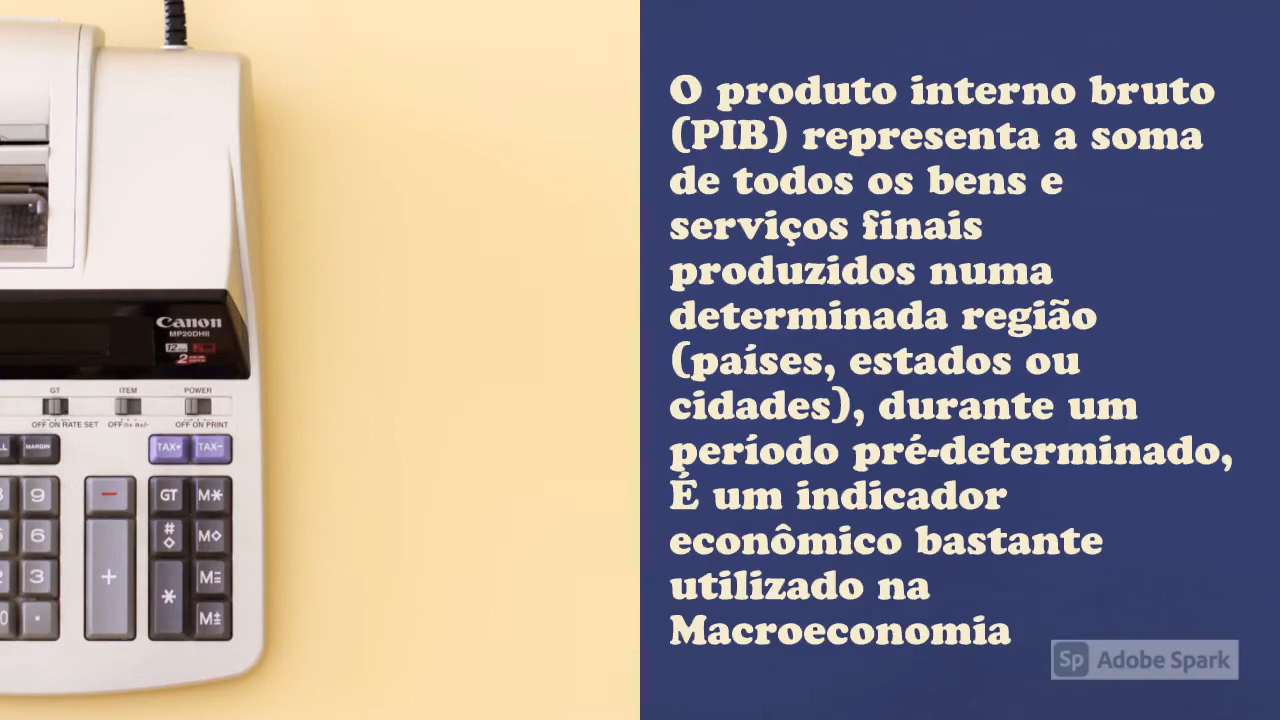 Canon
MP20DHII
GT ITEM POWER
OFF ON RATE SET OFF ON PRINT
MARGIN TAX+ TAX−
9 − GT M
6 # M◇
3 + M=
0 . * M±
O produto interno bruto
(PIB) representa a soma
de todos os bens e
serviços finais
produzidos numa
determinada região
(países, estados ou
cidades), durante um
período pré-determinado,
É um indicador
econômico bastante
utilizado na
Macroeconomia
Sp Adobe Spark